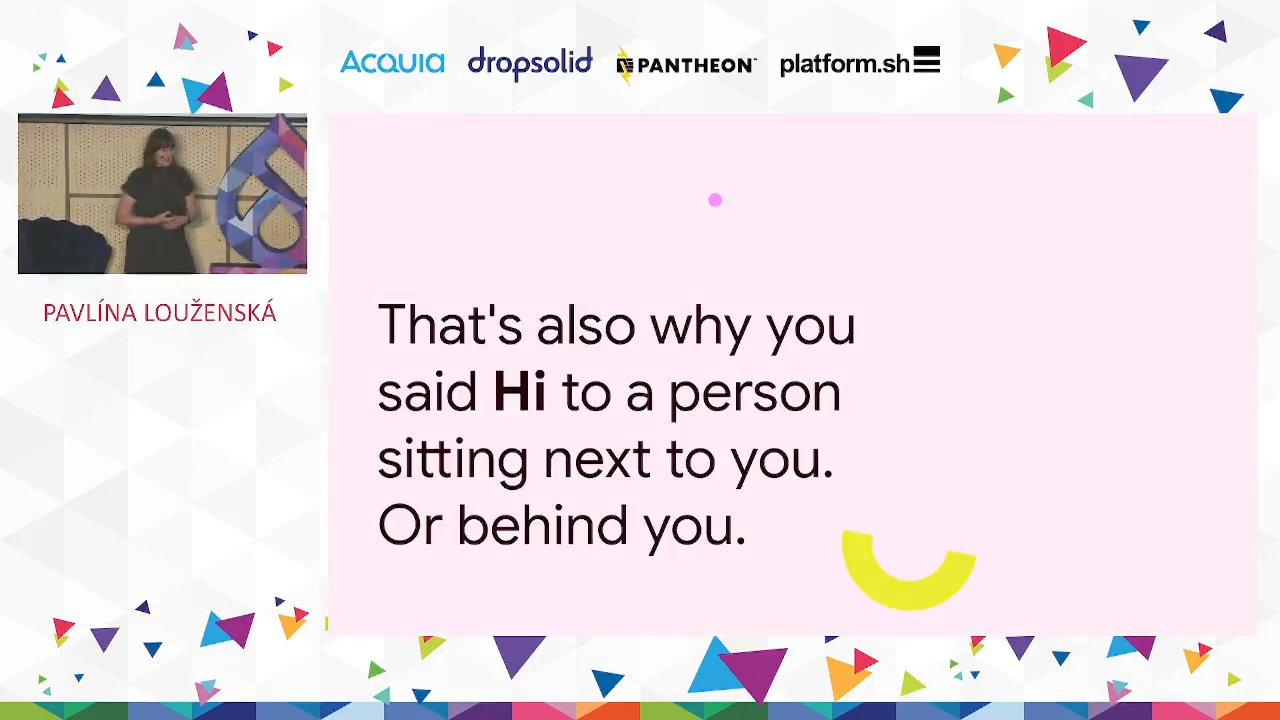 ACQUIA dropsolid PANTHEON platform.sh
PAVLÍNA LOUŽENSKÁ
That's also why you
said Hi to a person
sitting next to you.
Or behind you.